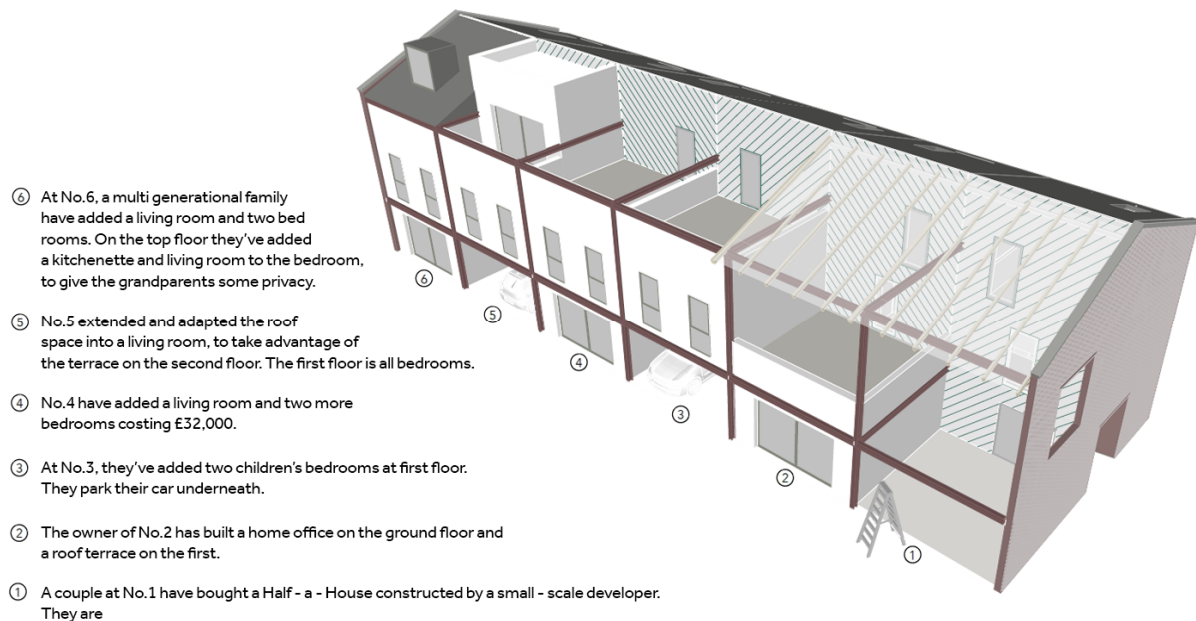 ⑥ At No.6, a multi generational family
have added a living room and two bed
rooms. On the top floor they've added
a kitchenette and living room to the bedroom,
to give the grandparents some privacy.
⑤ No.5 extended and adapted the roof
space into a living room, to take advantage of
the terrace on the second floor. The first floor is all bedrooms.
④ No.4 have added a living room and two more
bedrooms costing £32,000.
③ At No.3, they've added two children's bedrooms at first floor.
They park their car underneath.
② The owner of No.2 has built a home office on the ground floor and
a roof terrace on the first.
① A couple at No.1 have bought a Half - a - House constructed by a small - scale developer.
They are
⑥
⑤
④
③
②
①